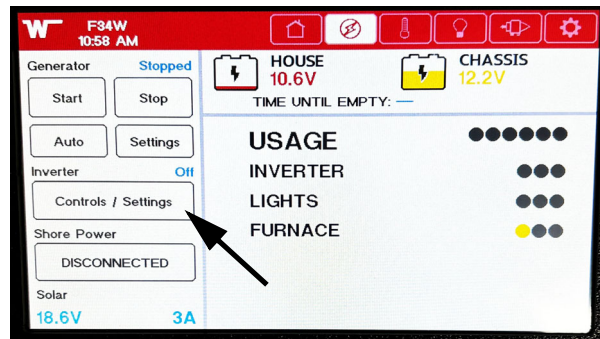 W F34W
10:58 AM
Generator Stopped
Start Stop
Auto Settings
Inverter Off
Controls / Settings
Shore Power
DISCONNECTED
Solar
18.6V 3A
HOUSE
10.6V
CHASSIS
12.2V
TIME UNTIL EMPTY: —
USAGE
INVERTER
LIGHTS
FURNACE